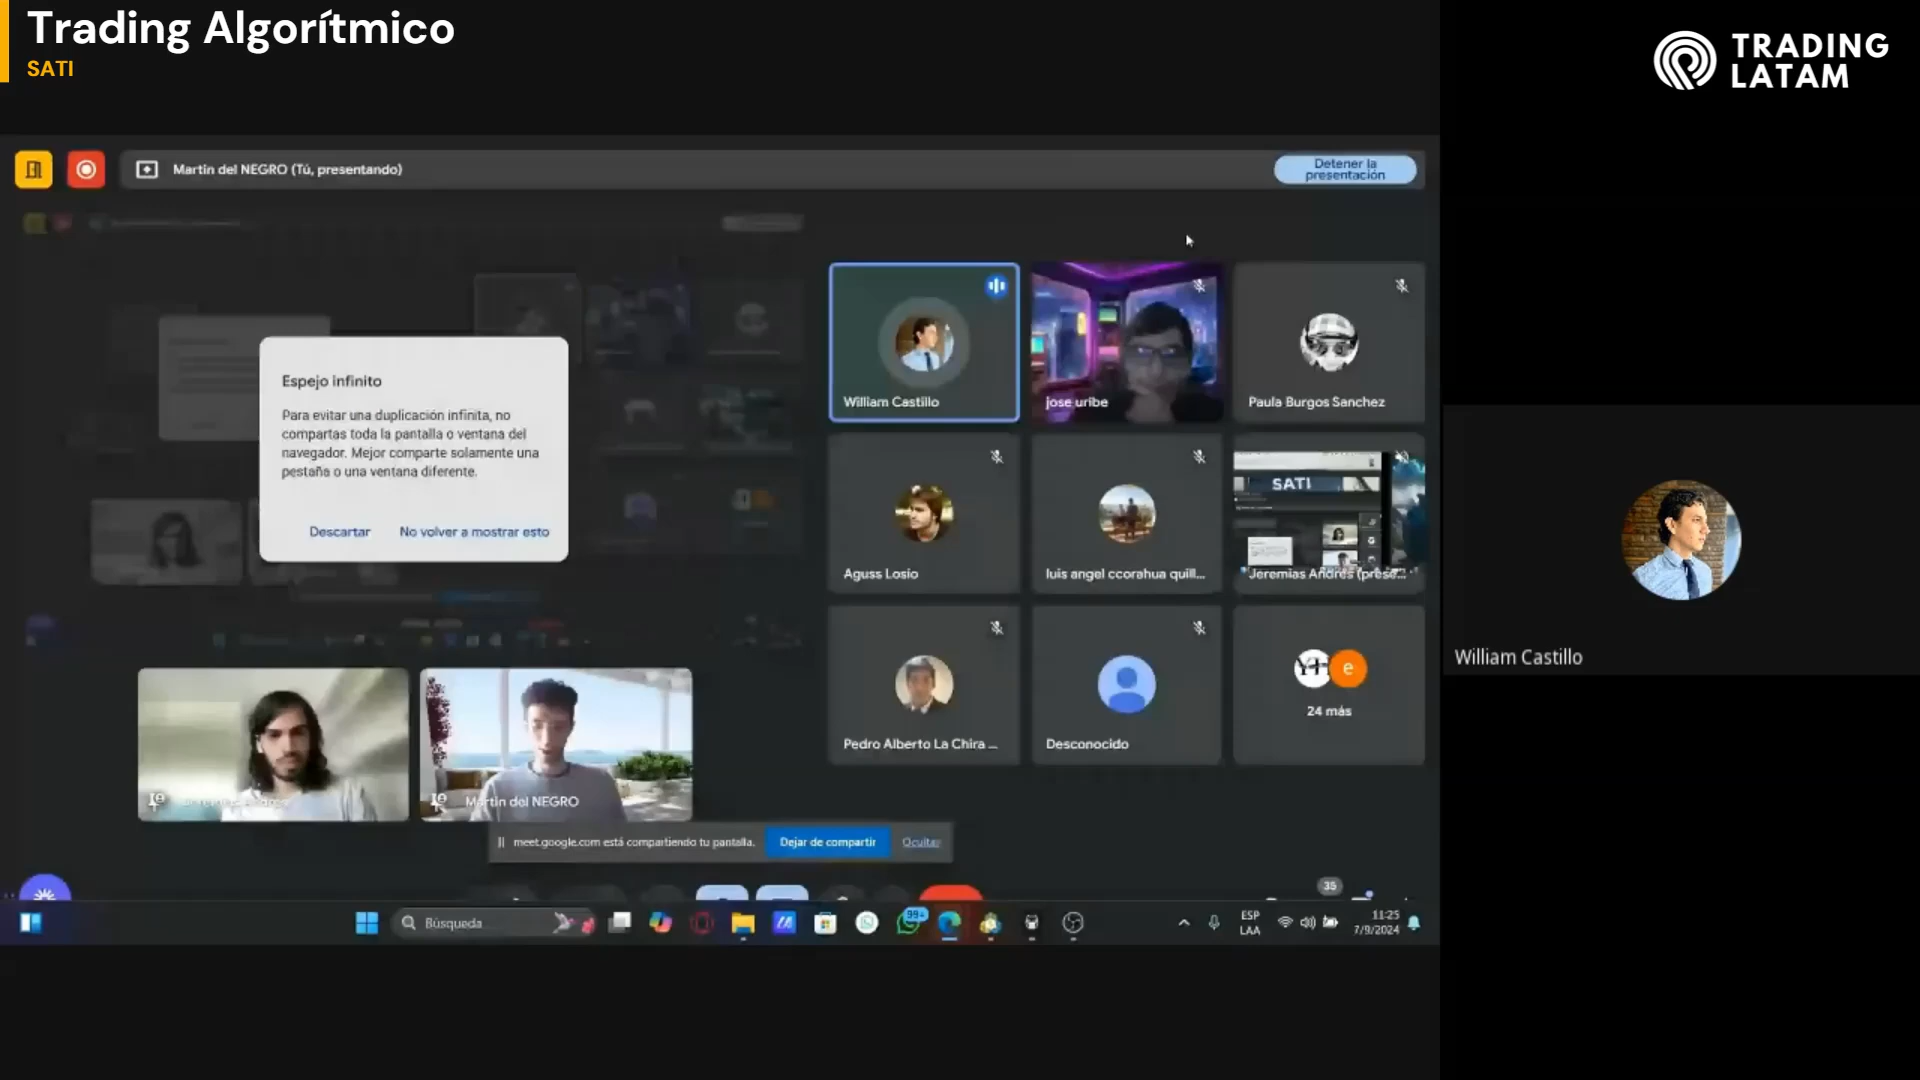 Trading Algorítmico
SATI
TRADING
LATAM
Martin del NEGRO (Tú, presentando)
Detener la
presentación
Espejo infinito
Para evitar una duplicación infinita, no
compartas toda la pantalla o ventana del
navegador. Mejor comparte solamente una
pestaña o una ventana diferente.
Descartar
No volver a mostrar esto
William Castillo
jose uribe
Paula Burgos Sanchez
Aguss Losio
luis angel ccorahua quill...
SATI
Jeremias Andres (prese...
Pedro Alberto La Chira ...
Desconocido
e
24 más
Martin del NEGRO
meet.google.com está compartiendo tu pantalla.
Dejar de compartir
Ocultar
35
Búsqueda
99+
ESP
LAA
11:25
7/9/2024
William Castillo